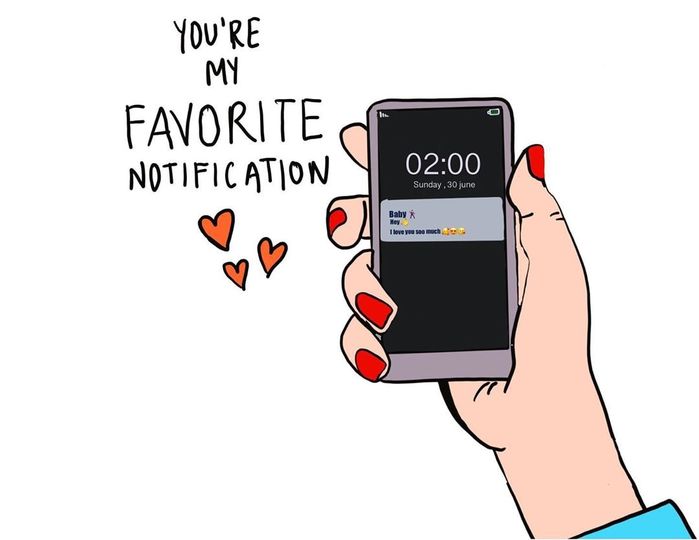 YOU'RE
MY
FAVORITE
NOTIFICATION
02:00
Sunday , 30 june
Baby
Hey
I love you soo much